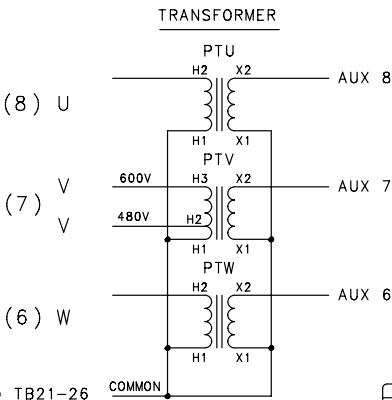 TRANSFORMER
PTU
H2 X2
AUX 8
(8) U
H1 X1
PTV
V 600V H3 X2
AUX 7
(7)
V 480V H2
H1 X1
PTW
H2 X2
AUX 6
(6) W
H1 X1
TB21-26 COMMON